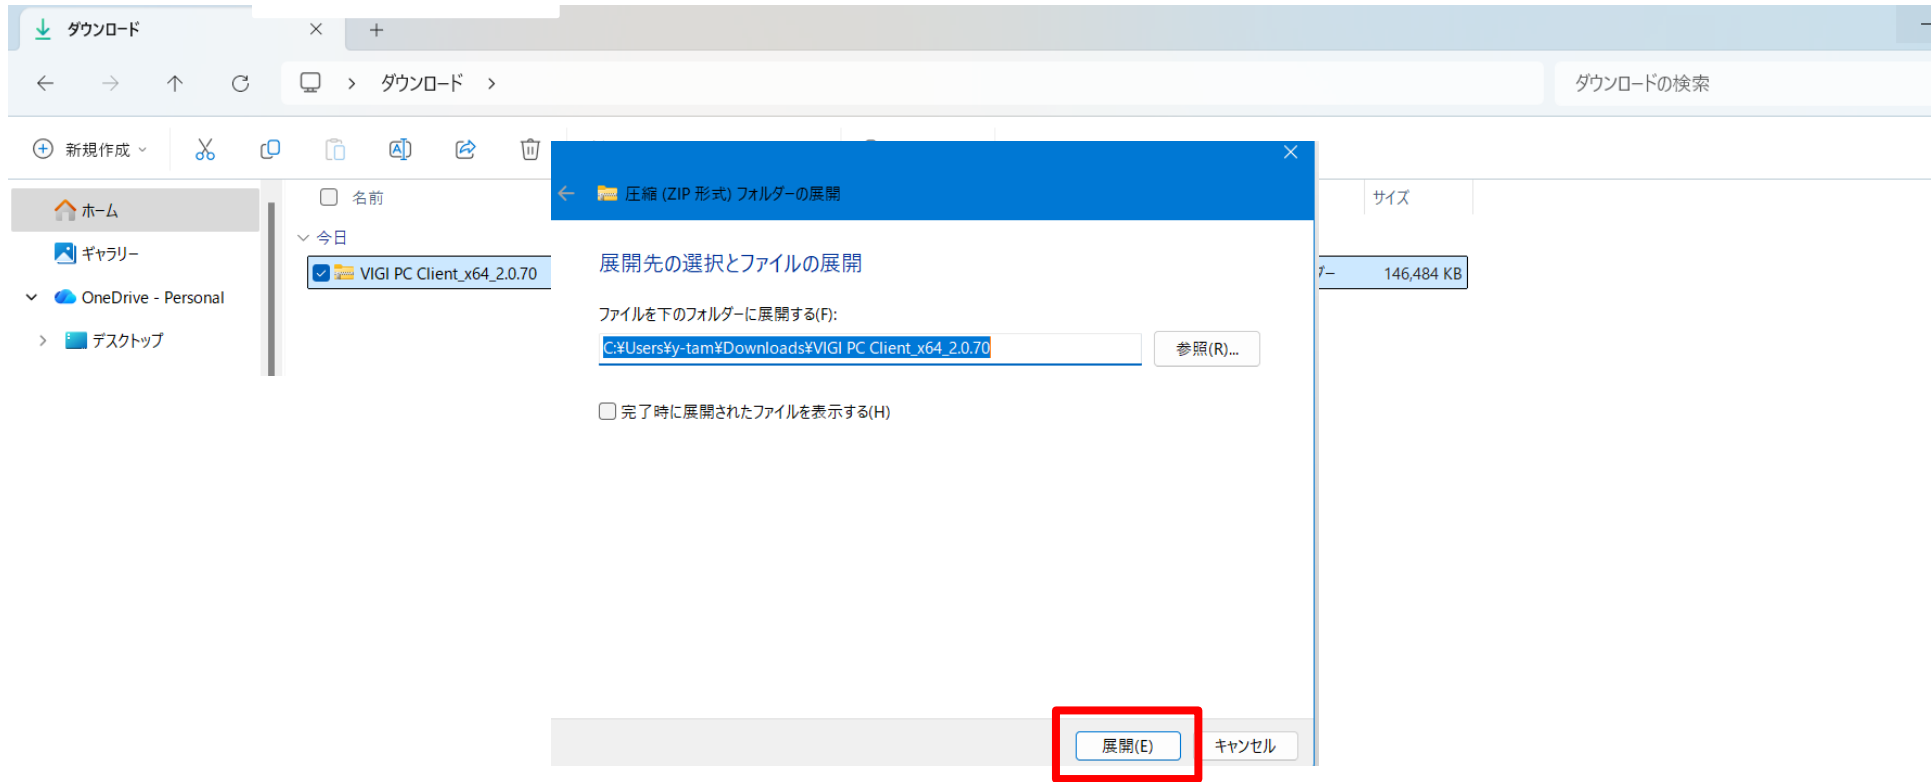 ダウンロード
ダウンロード
ダウンロードの検索
新規作成
ホーム
ギャラリー
OneDrive - Personal
デスクトップ
名前
サイズ
今日
VIGI PC Client_x64_2.0.70
146,484 KB
圧縮 (ZIP 形式) フォルダーの展開
展開先の選択とファイルの展開
ファイルを下のフォルダーに展開する(F):
C:¥Users¥y-tam¥Downloads¥VIGI PC Client_x64_2.0.70
参照(R)...
完了時に展開されたファイルを表示する(H)
展開(E)
キャンセル